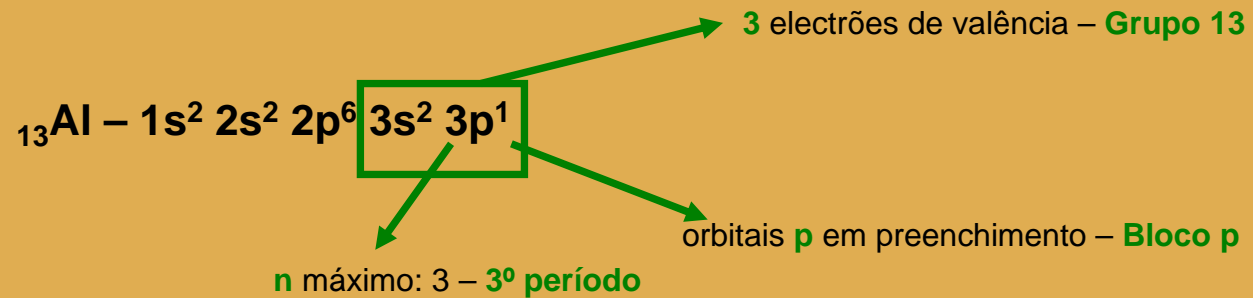 3 electrões de valência – Grupo 13
₁₃Al – 1s² 2s² 2p⁶ 3s² 3p¹
orbitais p em preenchimento – Bloco p
n máximo: 3 – 3º período